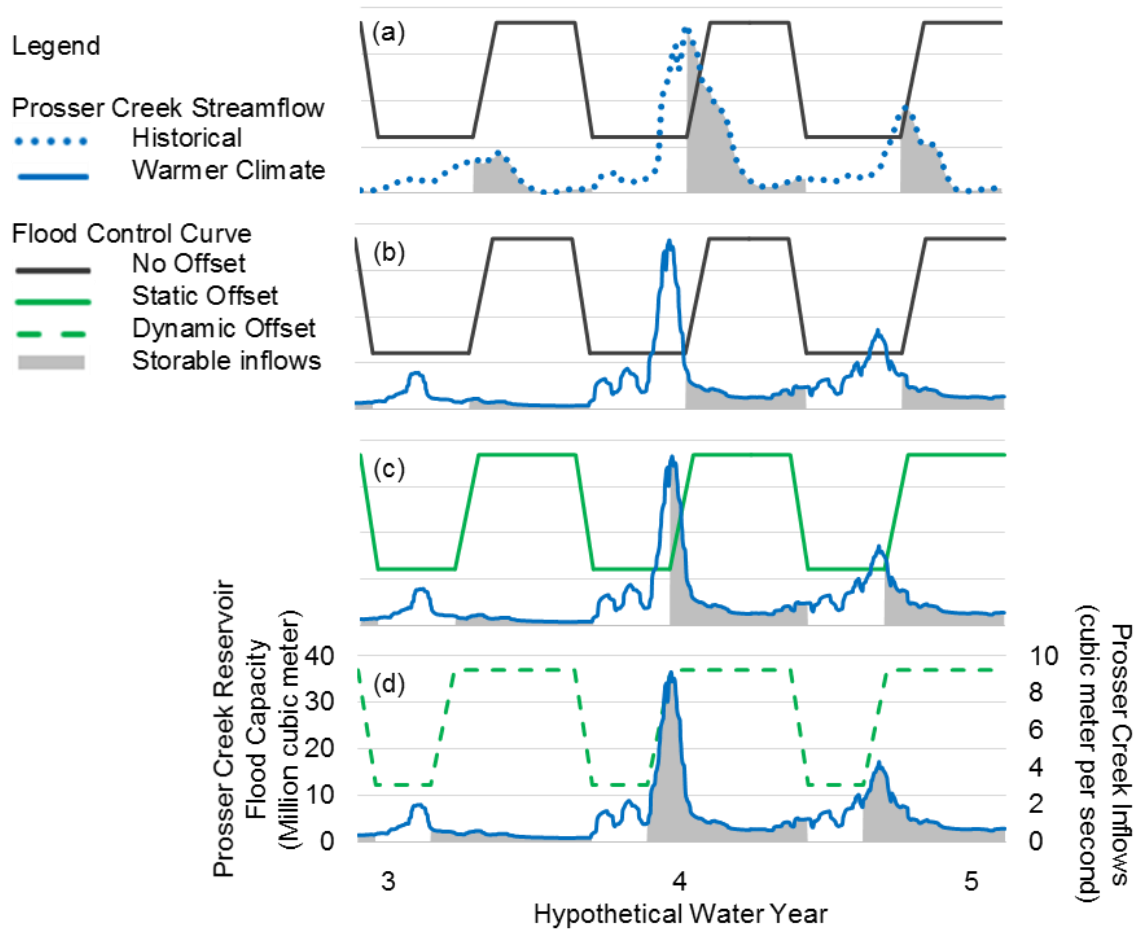 Legend
Prosser Creek Streamflow
Historical
Warmer Climate
Flood Control Curve
No Offset
Static Offset
Dynamic Offset
Storable inflows
(a)
(b)
(c)
(d)
Prosser Creek Reservoir
Flood Capacity
(Million cubic meter)
40
30
20
10
0
10
8
6
4
2
0
Prosser Creek Inflows
(cubic meter per second)
3 4 5
Hypothetical Water Year